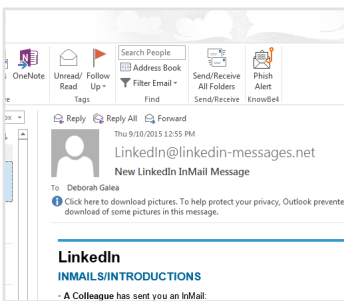 Search People
OneNote
Unread/ Follow
Read Up
Address Book
Filter Email
Send/Receive
All Folders
Phish
Alert
Tags
Find
Send/Receive
KnowBe4
Reply Reply All Forward
Thu 9/10/2015 12:55 PM
LinkedIn@linkedin-messages.net
New LinkedIn InMail Message
To Deborah Galea
Click here to download pictures. To help protect your privacy, Outlook prevente
download of some pictures in this message.
LinkedIn
INMAILS/INTRODUCTIONS
- A Colleague has sent you an InMail: